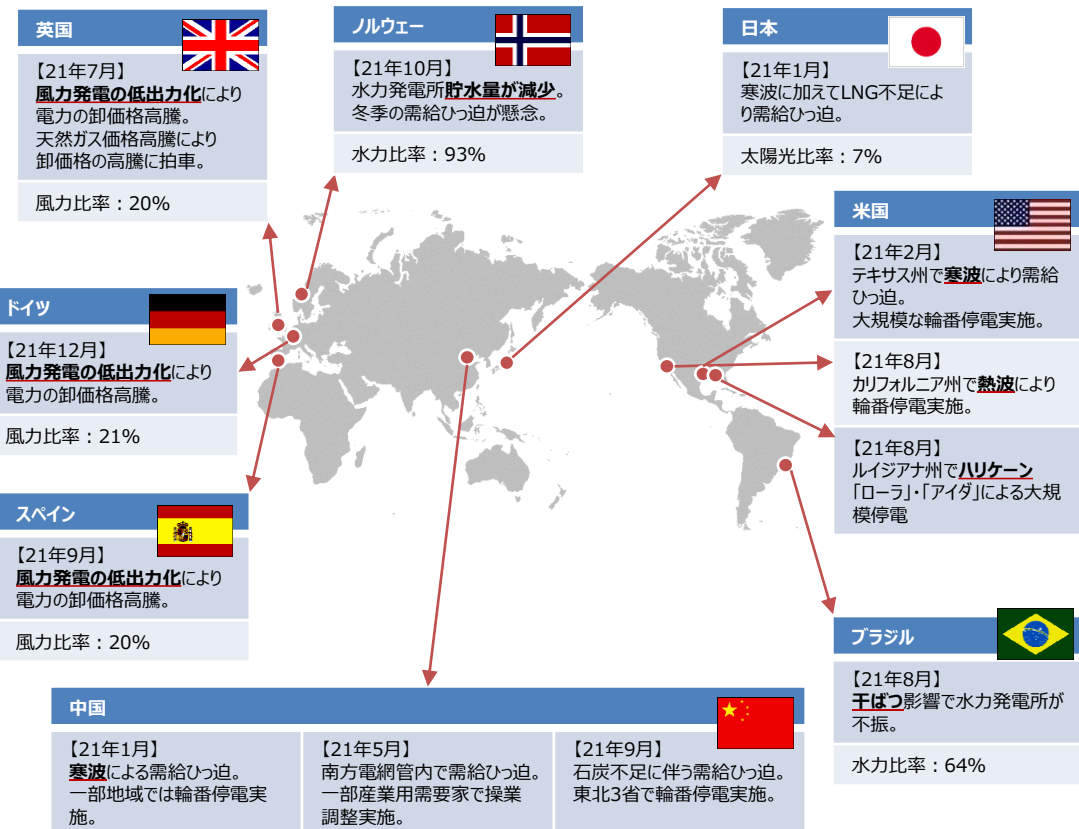 英国
【21年7月】
風力発電の低出力化により
電力の卸価格高騰。
天然ガス価格高騰により
卸価格の高騰に拍車。
風力比率：20%
ノルウェー
【21年10月】
水力発電所貯水量が減少。
冬季の需給ひっ迫が懸念。
水力比率：93%
日本
【21年1月】
寒波に加えてLNG不足によ
り需給ひっ迫。
太陽光比率：7%
米国
【21年2月】
テキサス州で寒波により需給
ひっ迫。
大規模な輪番停電実施。
【21年8月】
カリフォルニア州で熱波により
輪番停電実施。
【21年8月】
ルイジアナ州でハリケーン
「ローラ」・「アイダ」による大規
模停電
ドイツ
【21年12月】
風力発電の低出力化により
電力の卸価格高騰。
風力比率：21%
スペイン
【21年9月】
風力発電の低出力化により
電力の卸価格高騰。
風力比率：20%
ブラジル
【21年8月】
干ばつ影響で水力発電所が
不振。
水力比率：64%
中国
【21年1月】
寒波による需給ひっ迫。
一部地域では輪番停電実
施。
【21年5月】
南方電網管内で需給ひっ迫。
一部産業用需要家で操業
調整実施。
【21年9月】
石炭不足に伴う需給ひっ迫。
東北3省で輪番停電実施。